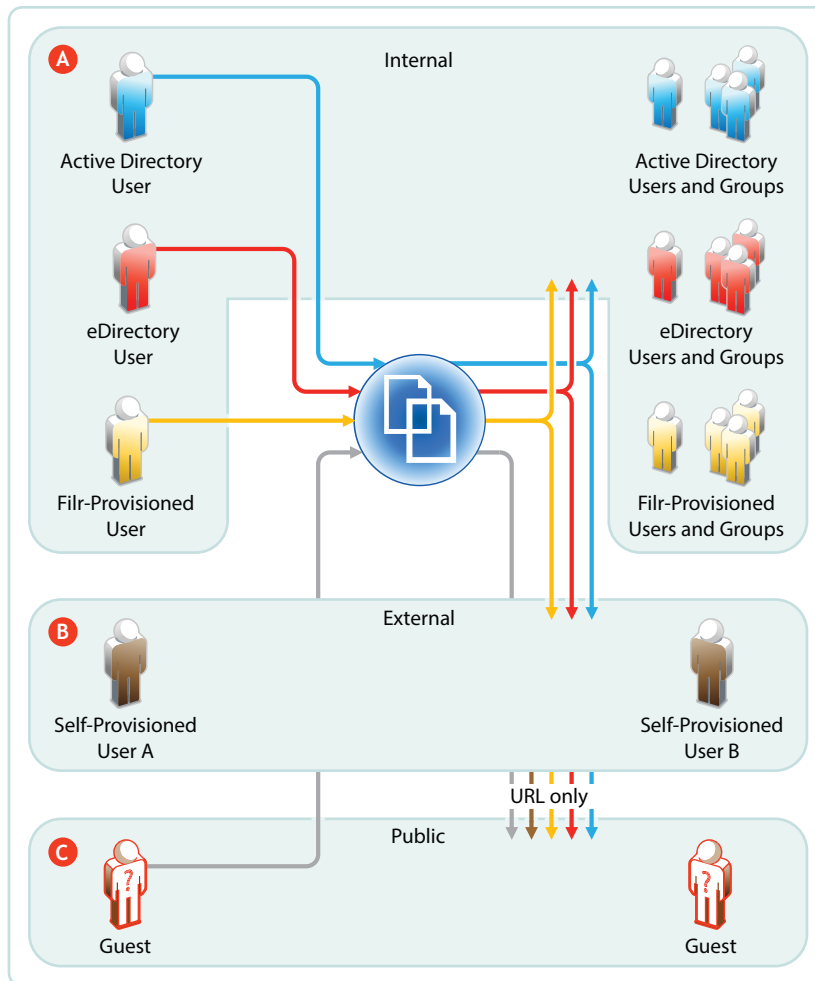 A
Internal
Active Directory
User
Active Directory
Users and Groups
eDirectory
User
eDirectory
Users and Groups
Filr-Provisioned
User
Filr-Provisioned
Users and Groups
B
External
Self-Provisioned
User A
Self-Provisioned
User B
URL only
C
Public
?
?
Guest
Guest